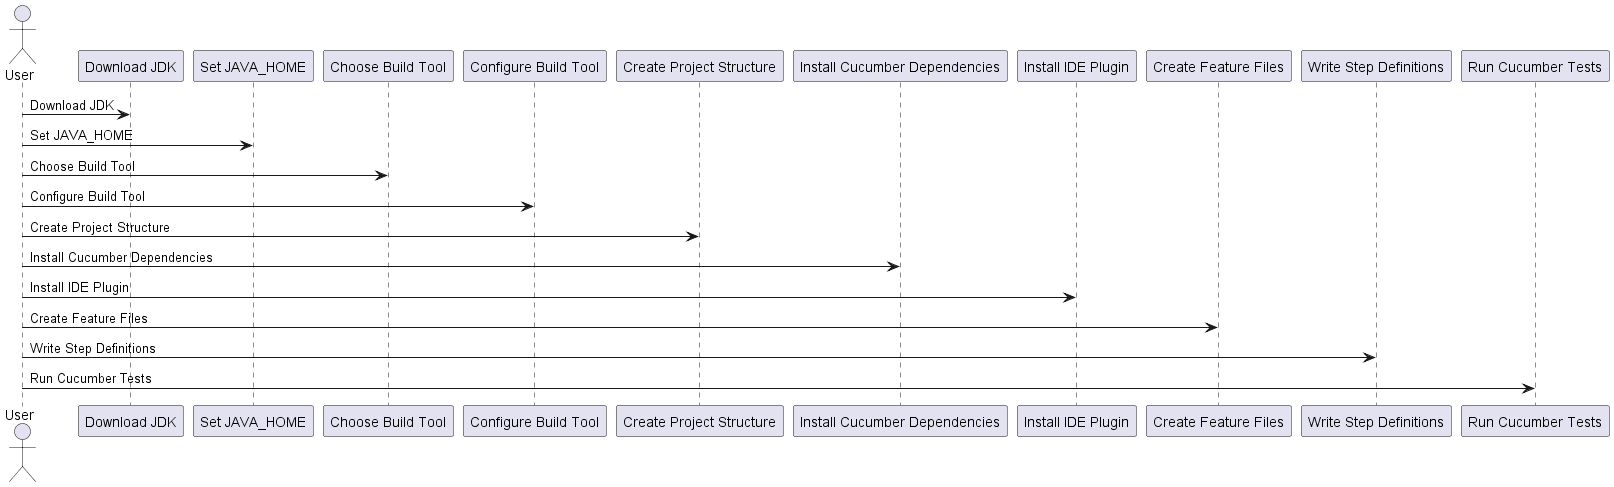 User
Download JDK
Set JAVA_HOME
Choose Build Tool
Configure Build Tool
Create Project Structure
Install Cucumber Dependencies
Install IDE Plugin
Create Feature Files
Write Step Definitions
Run Cucumber Tests
Download JDK
Set JAVA_HOME
Choose Build Tool
Configure Build Tool
Create Project Structure
Install Cucumber Dependencies
Install IDE Plugin
Create Feature Files
Write Step Definitions
Run Cucumber Tests
User
Download JDK
Set JAVA_HOME
Choose Build Tool
Configure Build Tool
Create Project Structure
Install Cucumber Dependencies
Install IDE Plugin
Create Feature Files
Write Step Definitions
Run Cucumber Tests